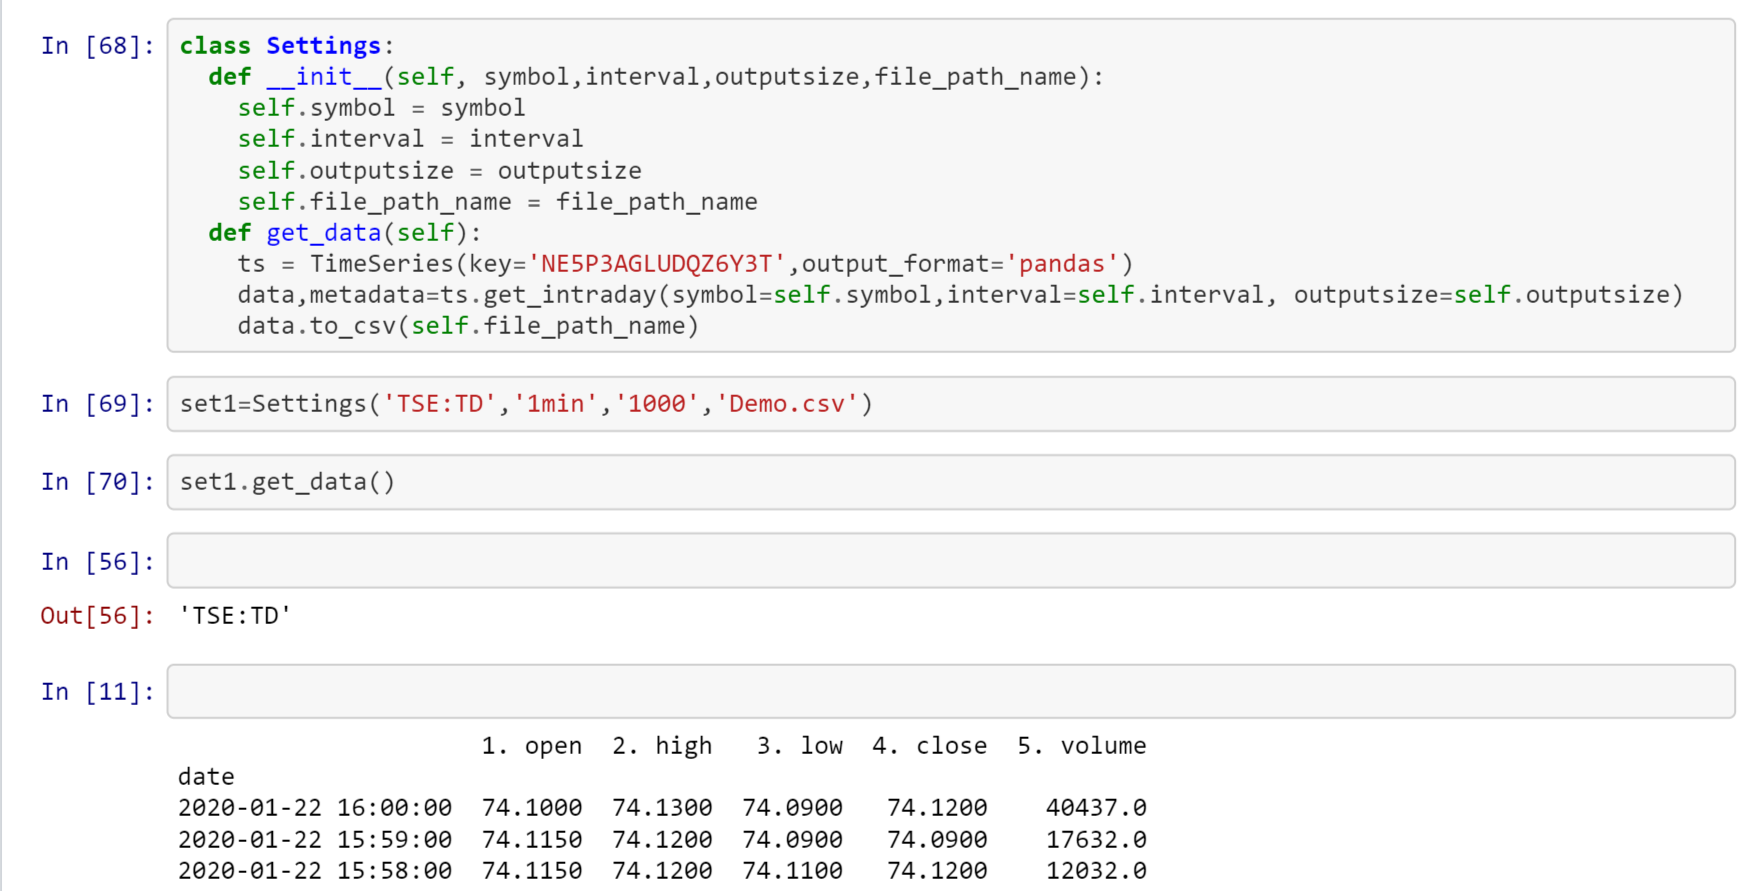 In [68]: class Settings:
  def __init__(self, symbol,interval,outputsize,file_path_name):
    self.symbol = symbol
    self.interval = interval
    self.outputsize = outputsize
    self.file_path_name = file_path_name
  def get_data(self):
    ts = TimeSeries(key='NE5P3AGLUDQZ6Y3T',output_format='pandas')
    data,metadata=ts.get_intraday(symbol=self.symbol,interval=self.interval, outputsize=self.outputsize)
    data.to_csv(self.file_path_name)
In [69]: set1=Settings('TSE:TD','1min','1000','Demo.csv')
In [70]: set1.get_data()
In [56]:
Out[56]: 'TSE:TD'
In [11]:
1. open 2. high 3. low 4. close 5. volume
date
2020-01-22 16:00:00 74.1000 74.1300 74.0900 74.1200 40437.0
2020-01-22 15:59:00 74.1150 74.1200 74.0900 74.0900 17632.0
2020-01-22 15:58:00 74.1150 74.1200 74.1100 74.1200 12032.0